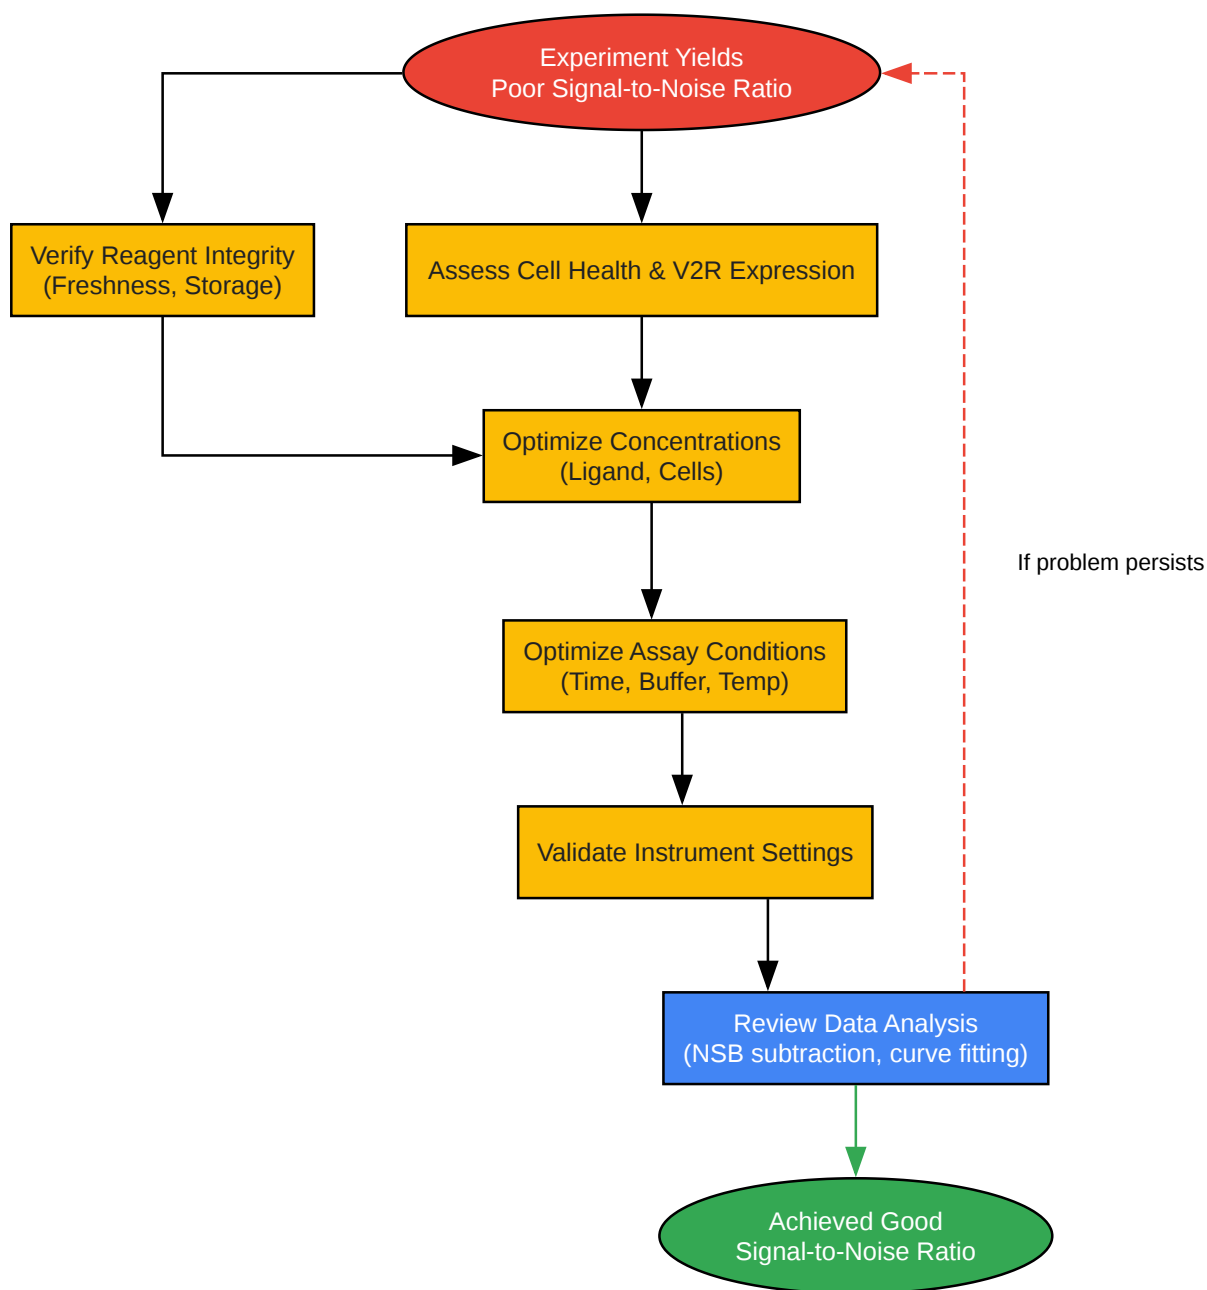 Experiment Yields
Poor Signal-to-Noise Ratio
Verify Reagent Integrity
(Freshness, Storage)
Assess Cell Health & V2R Expression
Optimize Concentrations
(Ligand, Cells)
If problem persists
Optimize Assay Conditions
(Time, Buffer, Temp)
Validate Instrument Settings
Review Data Analysis
(NSB subtraction, curve fitting)
Achieved Good
Signal-to-Noise Ratio